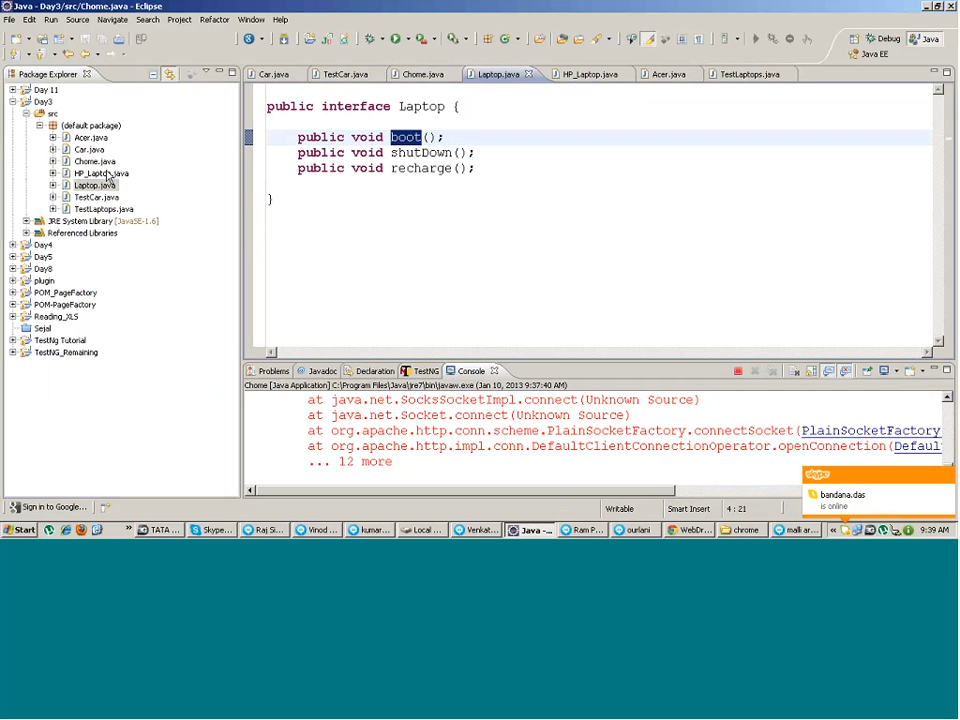 Java - Day3/src/Chome.java - Eclipse
File Edit Run Source Navigate Search Project Refactor Window Help
Debug Java
Java EE
Package Explorer
Car.java TestCar.java Chome.java Laptop.java HP_Laptop.java Acer.java TestLaptops.java
Day 11
Day3
src
(default package)
Acer.java
Car.java
Chome.java
HP_Laptop.java
Laptop.java
TestCar.java
TestLaptops.java
JRE System Library [JavaSE-1.6]
Referenced Libraries
Day4
Day5
Day8
plugin
POM_PageFactory
POM-PageFactory
Reading_XLS
Sejal
TestNg Tutorial
TestNG_Remaining
public interface Laptop {
public void boot();
public void shutDown();
public void recharge();
}
Problems Javadoc Declaration TestNG Console
Chome [Java Application] C:\Program Files\Java\jre7\bin\javaw.exe (Jan 10, 2013 9:37:40 AM)
at java.net.SocksSocketImpl.connect(Unknown Source)
at java.net.Socket.connect(Unknown Source)
at org.apache.http.conn.scheme.PlainSocketFactory.connectSocket(PlainSocketFactory.
at org.apache.http.impl.conn.DefaultClientConnectionOperator.openConnection(Defaul
... 12 more
skype
bandana.das
is online
Sign in to Google...
Writable Smart Insert 4 : 21
Start TATA ... Skype... Raj Si... Vinod ... kumar... Local ... Venkat... Java -... Ram P... ourlani WebDr... chrome malli ar... 9:39 AM